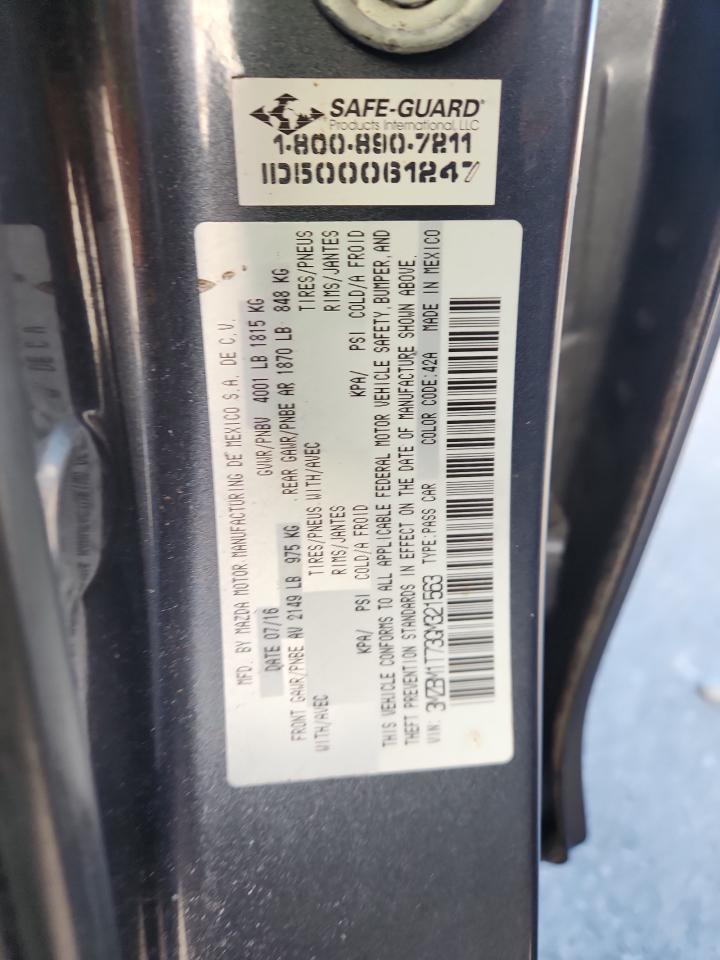 SAFE-GUARD®
Products International, LLC
1-800-890-7211
ID500061247
MFD. BY MAZDA MOTOR MANUFACTURING DE MEXICO S.A. DE C.V.
DATE 07/16 GVWR/PNBV 4001 LB 1815 KG
FRONT GAWR/PNBE AV 2149 LB 975 KG REAR GAWR/PNBE AR 1870 LB 848 KG
WITH/AVEC TIRES/PNEUS WITH/AVEC TIRES/PNEUS
RIMS/JANTES RIMS/JANTES
KPA/ PSI COLD/A FROID KPA/ PSI COLD/A FROID
THIS VEHICLE CONFORMS TO ALL APPLICABLE FEDERAL MOTOR VEHICLE SAFETY, BUMPER, AND
THEFT PREVENTION STANDARDS IN EFFECT ON THE DATE OF MANUFACTURE SHOWN ABOVE.
VIN: 3MZBM1T73GM321563 TYPE:PASS CAR COLOR CODE:42A MADE IN MEXICO